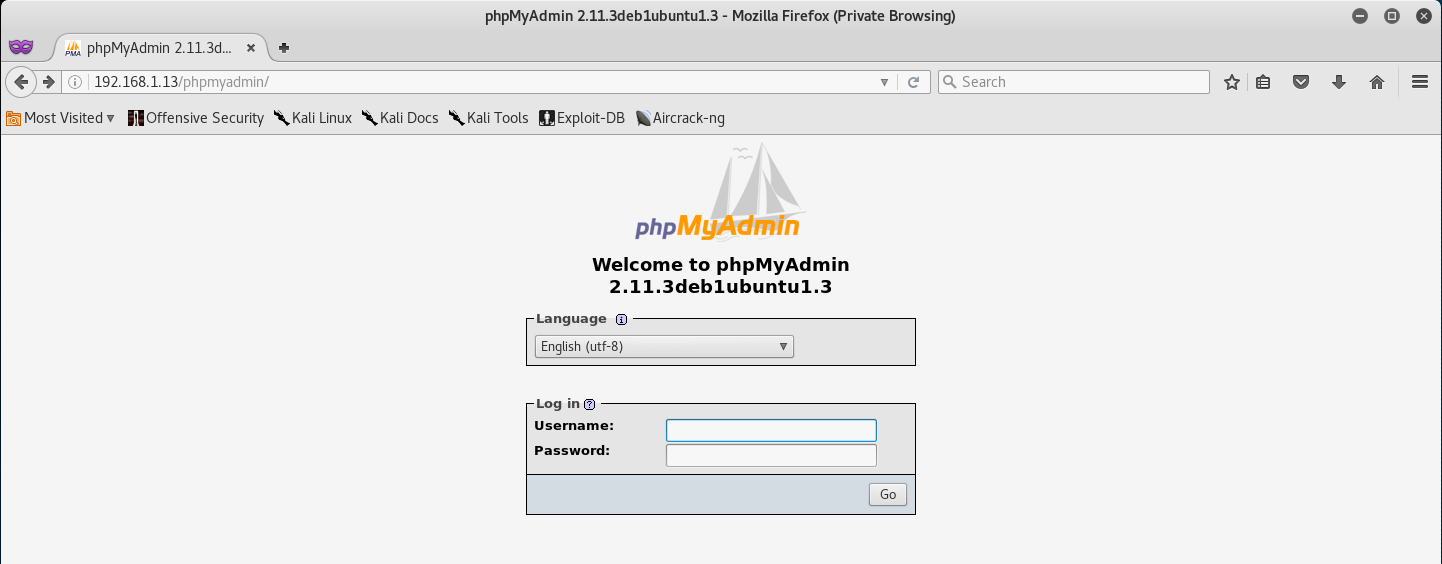 phpMyAdmin 2.11.3deb1ubuntu1.3 - Mozilla Firefox (Private Browsing)
PMA phpMyAdmin 2.11.3d...
192.168.1.13/phpmyadmin/ Search
Most Visited Offensive Security Kali Linux Kali Docs Kali Tools Exploit-DB Aircrack-ng
phpMyAdmin
Welcome to phpMyAdmin
2.11.3deb1ubuntu1.3
Language
English (utf-8)
Log in
Username:
Password:
Go